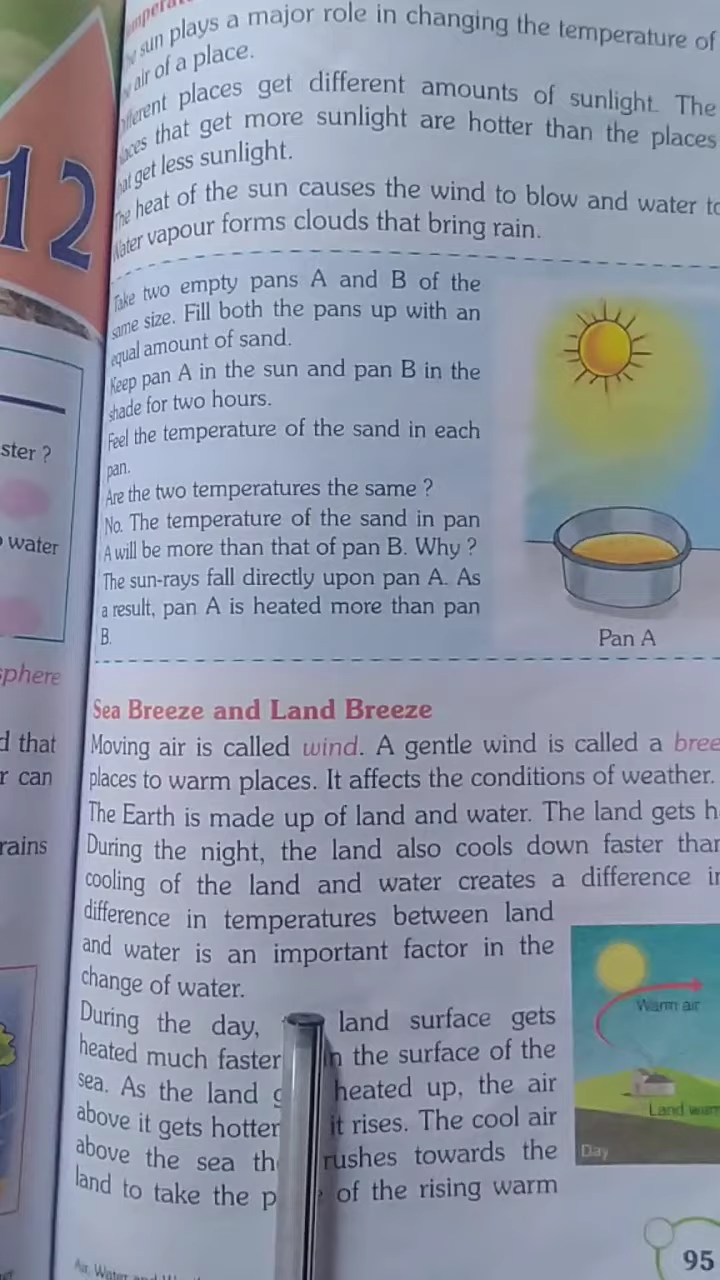 12
ster ?
water
sphere
d that
r can
rains
sun plays a major role in changing the temperature of
air of a place.
places get different amounts of sunlight. The
that get more sunlight are hotter than the places
get less sunlight.
The heat of the sun causes the wind to blow and water to
Water vapour forms clouds that bring rain.
Take two empty pans A and B of the
same size. Fill both the pans up with an
equal amount of sand.
Keep pan A in the sun and pan B in the
shade for two hours.
Feel the temperature of the sand in each
pan.
Are the two temperatures the same ?
No. The temperature of the sand in pan
A will be more than that of pan B. Why ?
The sun-rays fall directly upon pan A. As
a result, pan A is heated more than pan
B.
Pan A
Sea Breeze and Land Breeze
Moving air is called wind. A gentle wind is called a bree
places to warm places. It affects the conditions of weather.
The Earth is made up of land and water. The land gets h
During the night, the land also cools down faster than
cooling of the land and water creates a difference in
difference in temperatures between land
and water is an important factor in the
change of water.
During the day, land surface gets
heated much faster the surface of the
sea. As the land heated up, the air
above it gets hotter it rises. The cool air
above the sea rushes towards the
land to take the of the rising warm
Warm air
Land warm
Day
Air, Water and
95